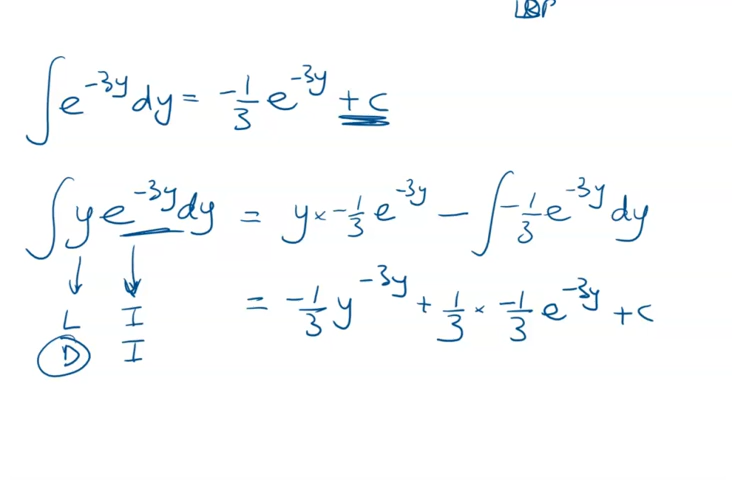 ∫ e^{-3y} dy = -1/3 e^{-3y} + c
∫ y e^{-3y} dy = y × -1/3 e^{-3y} - ∫ -1/3 e^{-3y} dy
= -1/3 y^{-3y} + 1/3 × -1/3 e^{-3y} + c
L I
D I